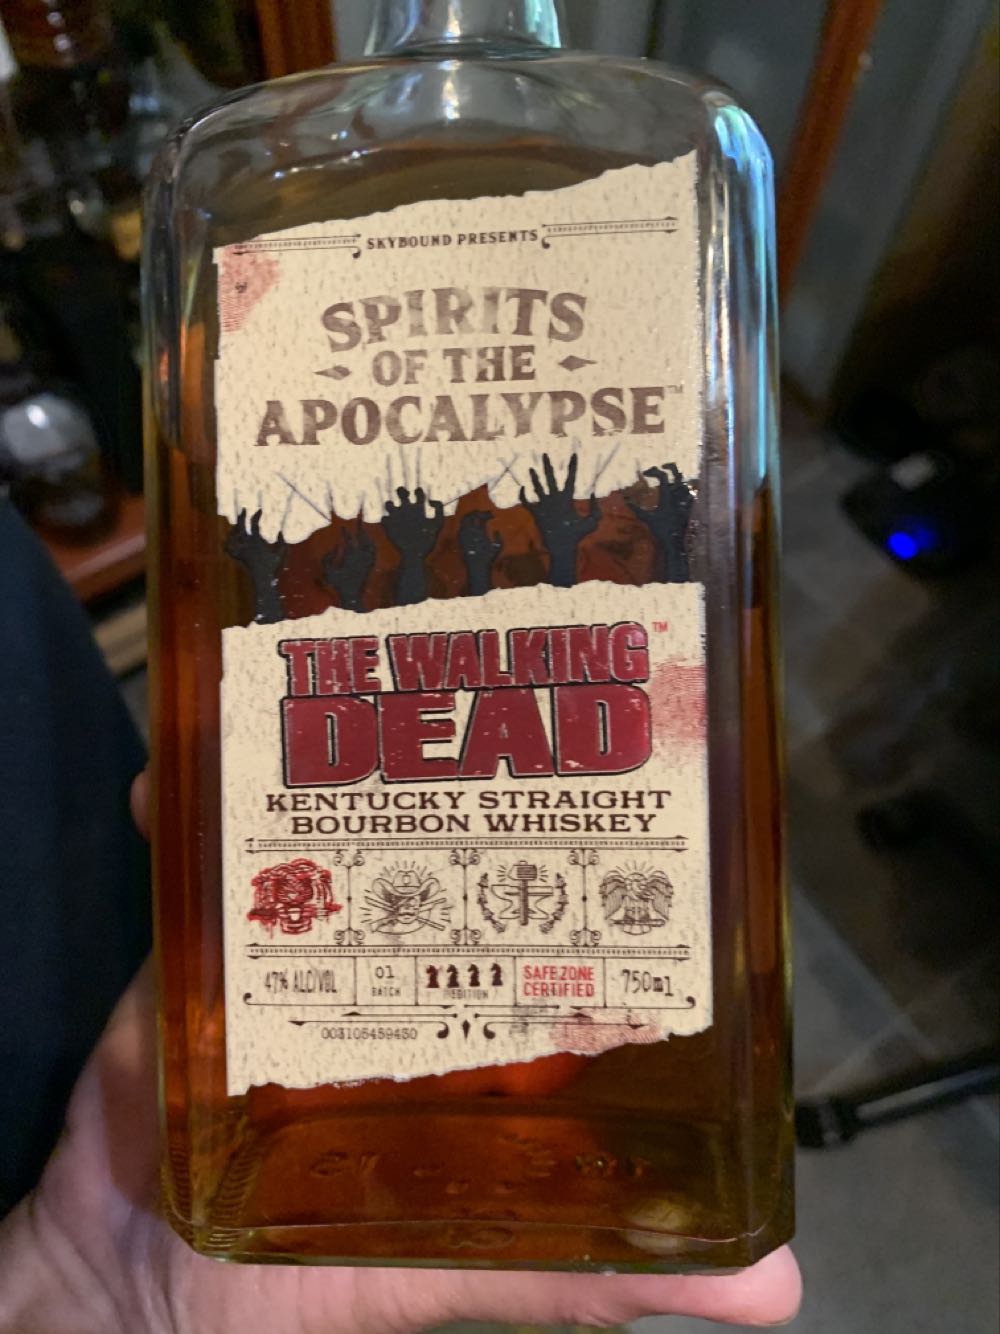 SKYBOUND PRESENTS
SPIRITS
OF THE
APOCALYPSE™
THE WALKING™
DEAD
KENTUCKY STRAIGHT
BOURBON WHISKEY
47% ALC/VOL
01
BATCH
EDITION
SAFE ZONE
CERTIFIED
750ml
003106489430